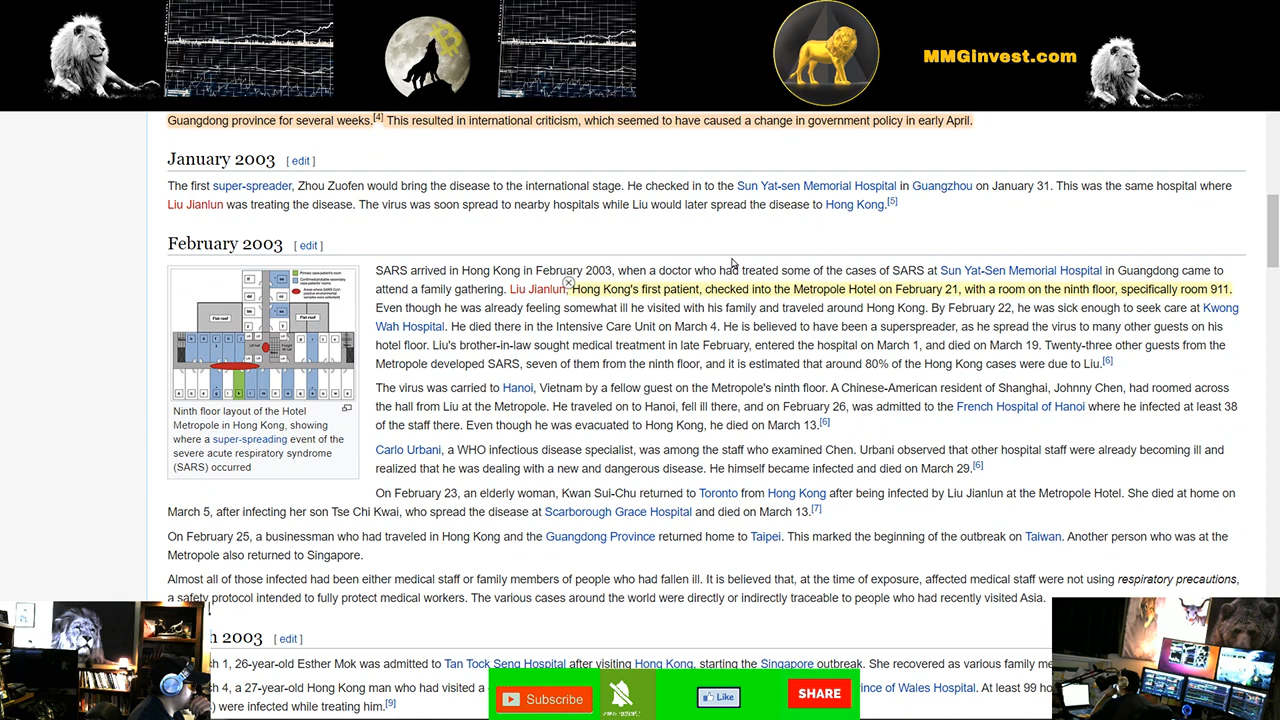 MMGinvest.com
Guangdong province for several weeks.[4] This resulted in international criticism, which seemed to have caused a change in government policy in early April.
January 2003 [ edit ]
The first super-spreader, Zhou Zuofen would bring the disease to the international stage. He checked in to the Sun Yat-sen Memorial Hospital in Guangzhou on January 31. This was the same hospital where
Liu Jianlun was treating the disease. The virus was soon spread to nearby hospitals while Liu would later spread the disease to Hong Kong.[5]
February 2003 [ edit ]
SARS arrived in Hong Kong in February 2003, when a doctor who had treated some of the cases of SARS at Sun Yat-Sen Memorial Hospital in Guangdong came to
attend a family gathering. Liu Jianlun, Hong Kong's first patient, checked into the Metropole Hotel on February 21, with a room on the ninth floor, specifically room 911.
Even though he was already feeling somewhat ill he visited with his family and traveled around Hong Kong. By February 22, he was sick enough to seek care at Kwong
Wah Hospital. He died there in the Intensive Care Unit on March 4. He is believed to have been a superspreader, as he spread the virus to many other guests on his
hotel floor. Liu's brother-in-law sought medical treatment in late February, entered the hospital on March 1, and died on March 19. Twenty-three other guests from the
Metropole developed SARS, seven of them from the ninth floor, and it is estimated that around 80% of the Hong Kong cases were due to Liu.[6]
Flat roof
Flat roof
Ninth floor layout of the Hotel
Metropole in Hong Kong, showing
where a super-spreading event of the
severe acute respiratory syndrome
(SARS) occurred
The virus was carried to Hanoi, Vietnam by a fellow guest on the Metropole's ninth floor. A Chinese-American resident of Shanghai, Johnny Chen, had roomed across
the hall from Liu at the Metropole. He traveled on to Hanoi, fell ill there, and on February 26, was admitted to the French Hospital of Hanoi where he infected at least 38
of the staff there. Even though he was evacuated to Hong Kong, he died on March 13.[6]
Carlo Urbani, a WHO infectious disease specialist, was among the staff who examined Chen. Urbani observed that other hospital staff were already becoming ill and
realized that he was dealing with a new and dangerous disease. He himself became infected and died on March 29.[6]
On February 23, an elderly woman, Kwan Sui-Chu returned to Toronto from Hong Kong after being infected by Liu Jianlun at the Metropole Hotel. She died at home on
March 5, after infecting her son Tse Chi Kwai, who spread the disease at Scarborough Grace Hospital and died on March 13.[7]
On February 25, a businessman who had traveled in Hong Kong and the Guangdong Province returned home to Taipei. This marked the beginning of the outbreak on Taiwan. Another person who was at the
Metropole also returned to Singapore.
Almost all of those infected had been either medical staff or family members of people who had fallen ill. It is believed that, at the time of exposure, affected medical staff were not using respiratory precautions,
a safety protocol intended to fully protect medical workers. The various cases around the world were directly or indirectly traceable to people who had recently visited Asia.
h 2003 [ edit ]
ch 1, 26-year-old Esther Mok was admitted to Tan Tock Seng Hospital after visiting Hong Kong, starting the Singapore outbreak. She recovered as various family me
ch 4, a 27-year-old Hong Kong man who had visited a
ince of Wales Hospital. At least 99 ho
) were infected while treating him.[9]
Subscribe
Like
SHARE